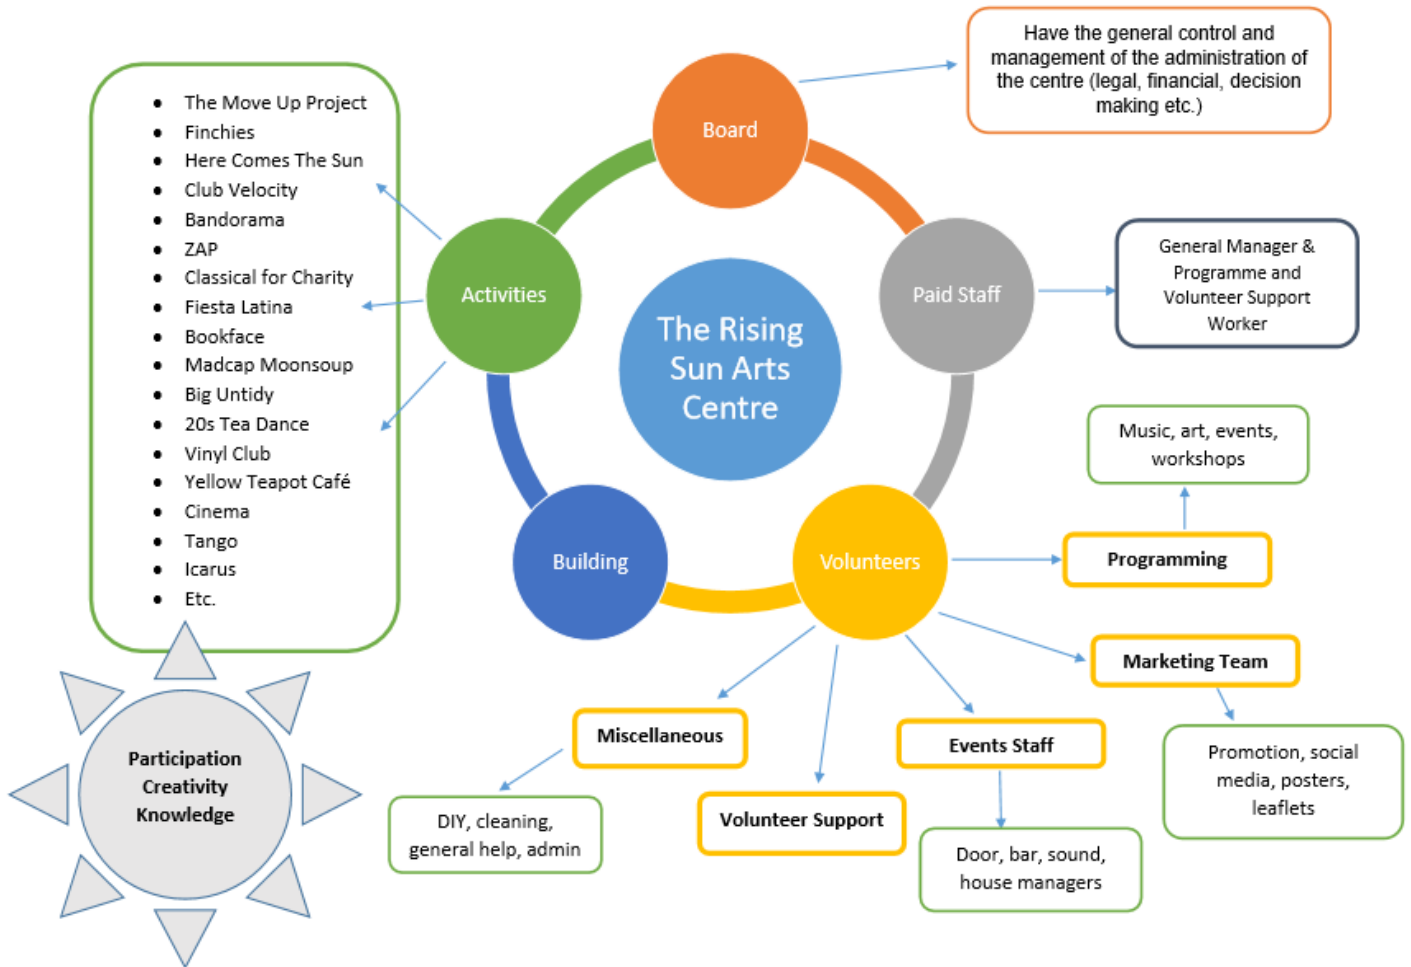 Have the general control and
management of the administration of
the centre (legal, financial, decision
making etc.)
Board
• The Move Up Project
• Finchies
• Here Comes The Sun
• Club Velocity
• Bandorama
• ZAP
• Classical for Charity
• Fiesta Latina
• Bookface
• Madcap Moonsoup
• Big Untidy
• 20s Tea Dance
• Vinyl Club
• Yellow Teapot Café
• Cinema
• Tango
• Icarus
• Etc.
Activities
The Rising
Sun Arts
Centre
Paid Staff
General Manager &
Programme and
Volunteer Support
Worker
Building
Volunteers
Music, art, events,
workshops
Programming
Marketing Team
Promotion, social
media, posters,
leaflets
Events Staff
Door, bar, sound,
house managers
Volunteer Support
Miscellaneous
DIY, cleaning,
general help, admin
Participation
Creativity
Knowledge